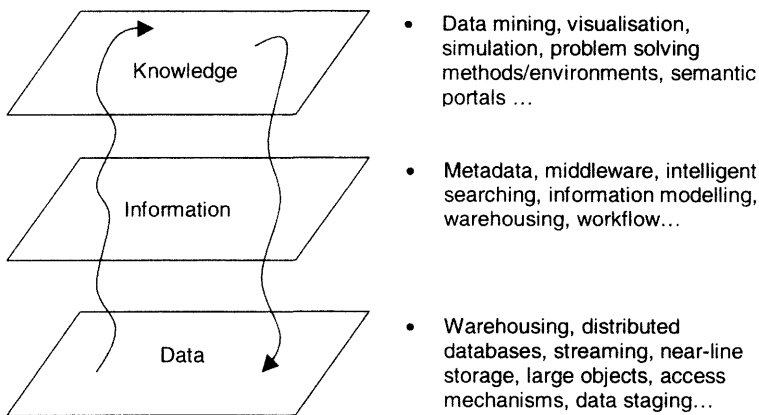 Knowledge
• Data mining, visualisation,
simulation, problem solving
methods/environments, semantic
portals ...
Information
• Metadata, middleware, intelligent
searching, information modelling,
warehousing, workflow...
Data
• Warehousing, distributed
databases, streaming, near-line
storage, large objects, access
mechanisms, data staging...